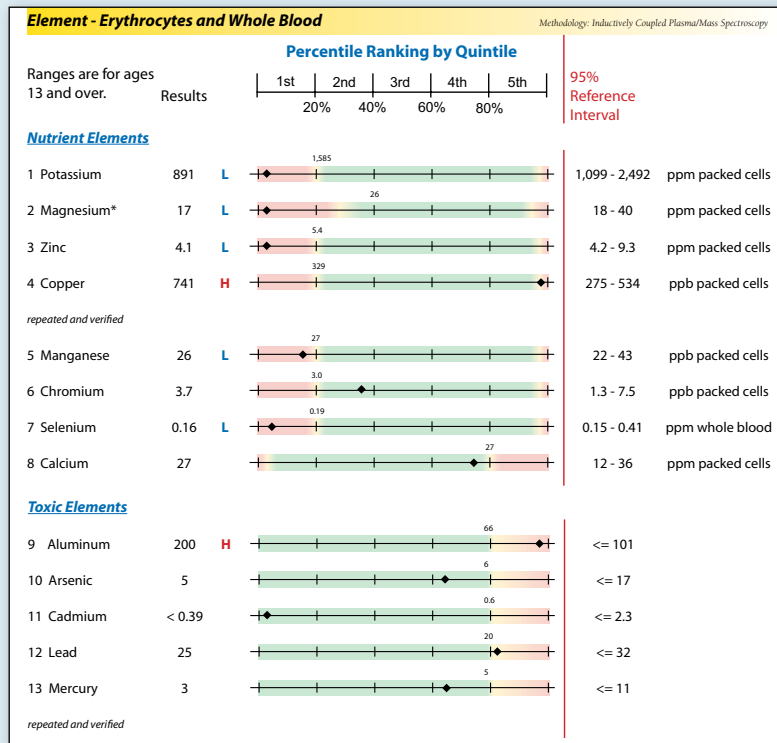 Element - Erythrocytes and Whole Blood Methodology: Inductively Coupled Plasma/Mass Spectroscopy
Percentile Ranking by Quintile
Ranges are for ages
13 and over. Results
1st 2nd 3rd 4th 5th
20% 40% 60% 80%
95%
Reference
Interval
Nutrient Elements
1,585
1 Potassium 891 L 1,099 - 2,492 ppm packed cells
26
2 Magnesium* 17 L 18 - 40 ppm packed cells
5.4
3 Zinc 4.1 L 4.2 - 9.3 ppm packed cells
329
4 Copper 741 H 275 - 534 ppb packed cells
repeated and verified
27
5 Manganese 26 L 22 - 43 ppb packed cells
3.0
6 Chromium 3.7 1.3 - 7.5 ppb packed cells
0.19
7 Selenium 0.16 L 0.15 - 0.41 ppm whole blood
27
8 Calcium 27 12 - 36 ppm packed cells
Toxic Elements
66
9 Aluminum 200 H <= 101
6
10 Arsenic 5 <= 17
0.6
11 Cadmium < 0.39 <= 2.3
20
12 Lead 25 <= 32
5
13 Mercury 3 <= 11
repeated and verified